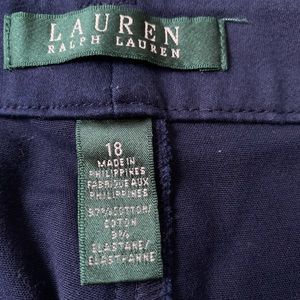 LAUREN
RALPH LAUREN
18
MADE IN
PHILIPPINES
FABRIQUE AUX
PHILIPPINES
97% COTTON/
COTON
3%
ELASTANE/
ELASTHANNE